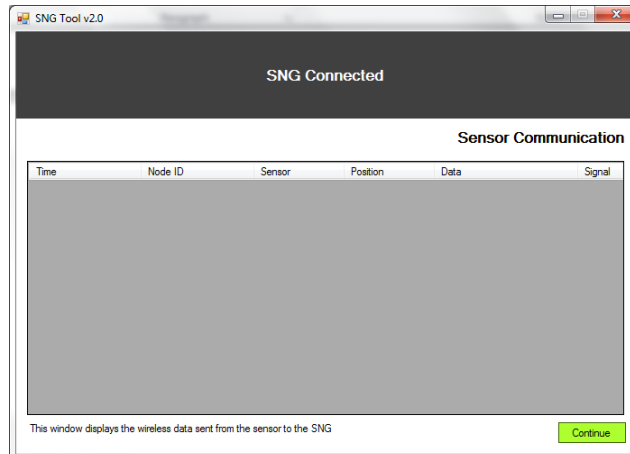 SNG Tool v2.0
SNG Connected
Sensor Communication
Time Node ID Sensor Position Data Signal
This window displays the wireless data sent from the sensor to the SNG
Continue